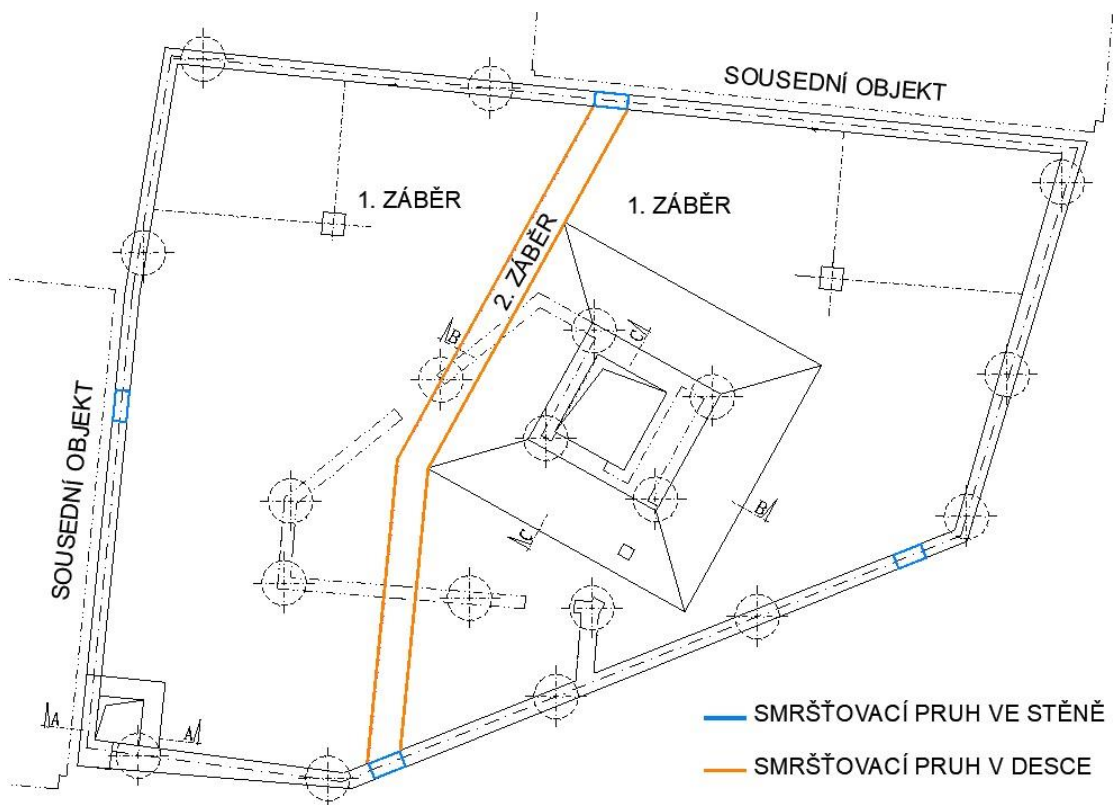 SOUSEDNÍ OBJEKT
1. ZÁBĚR
1. ZÁBĚR
2. ZÁBĚR
B
C
SOUSEDNÍ OBJEKT
B
C
A
A
SMRŠŤOVACÍ PRUH VE STĚNĚ
SMRŠŤOVACÍ PRUH V DESCE